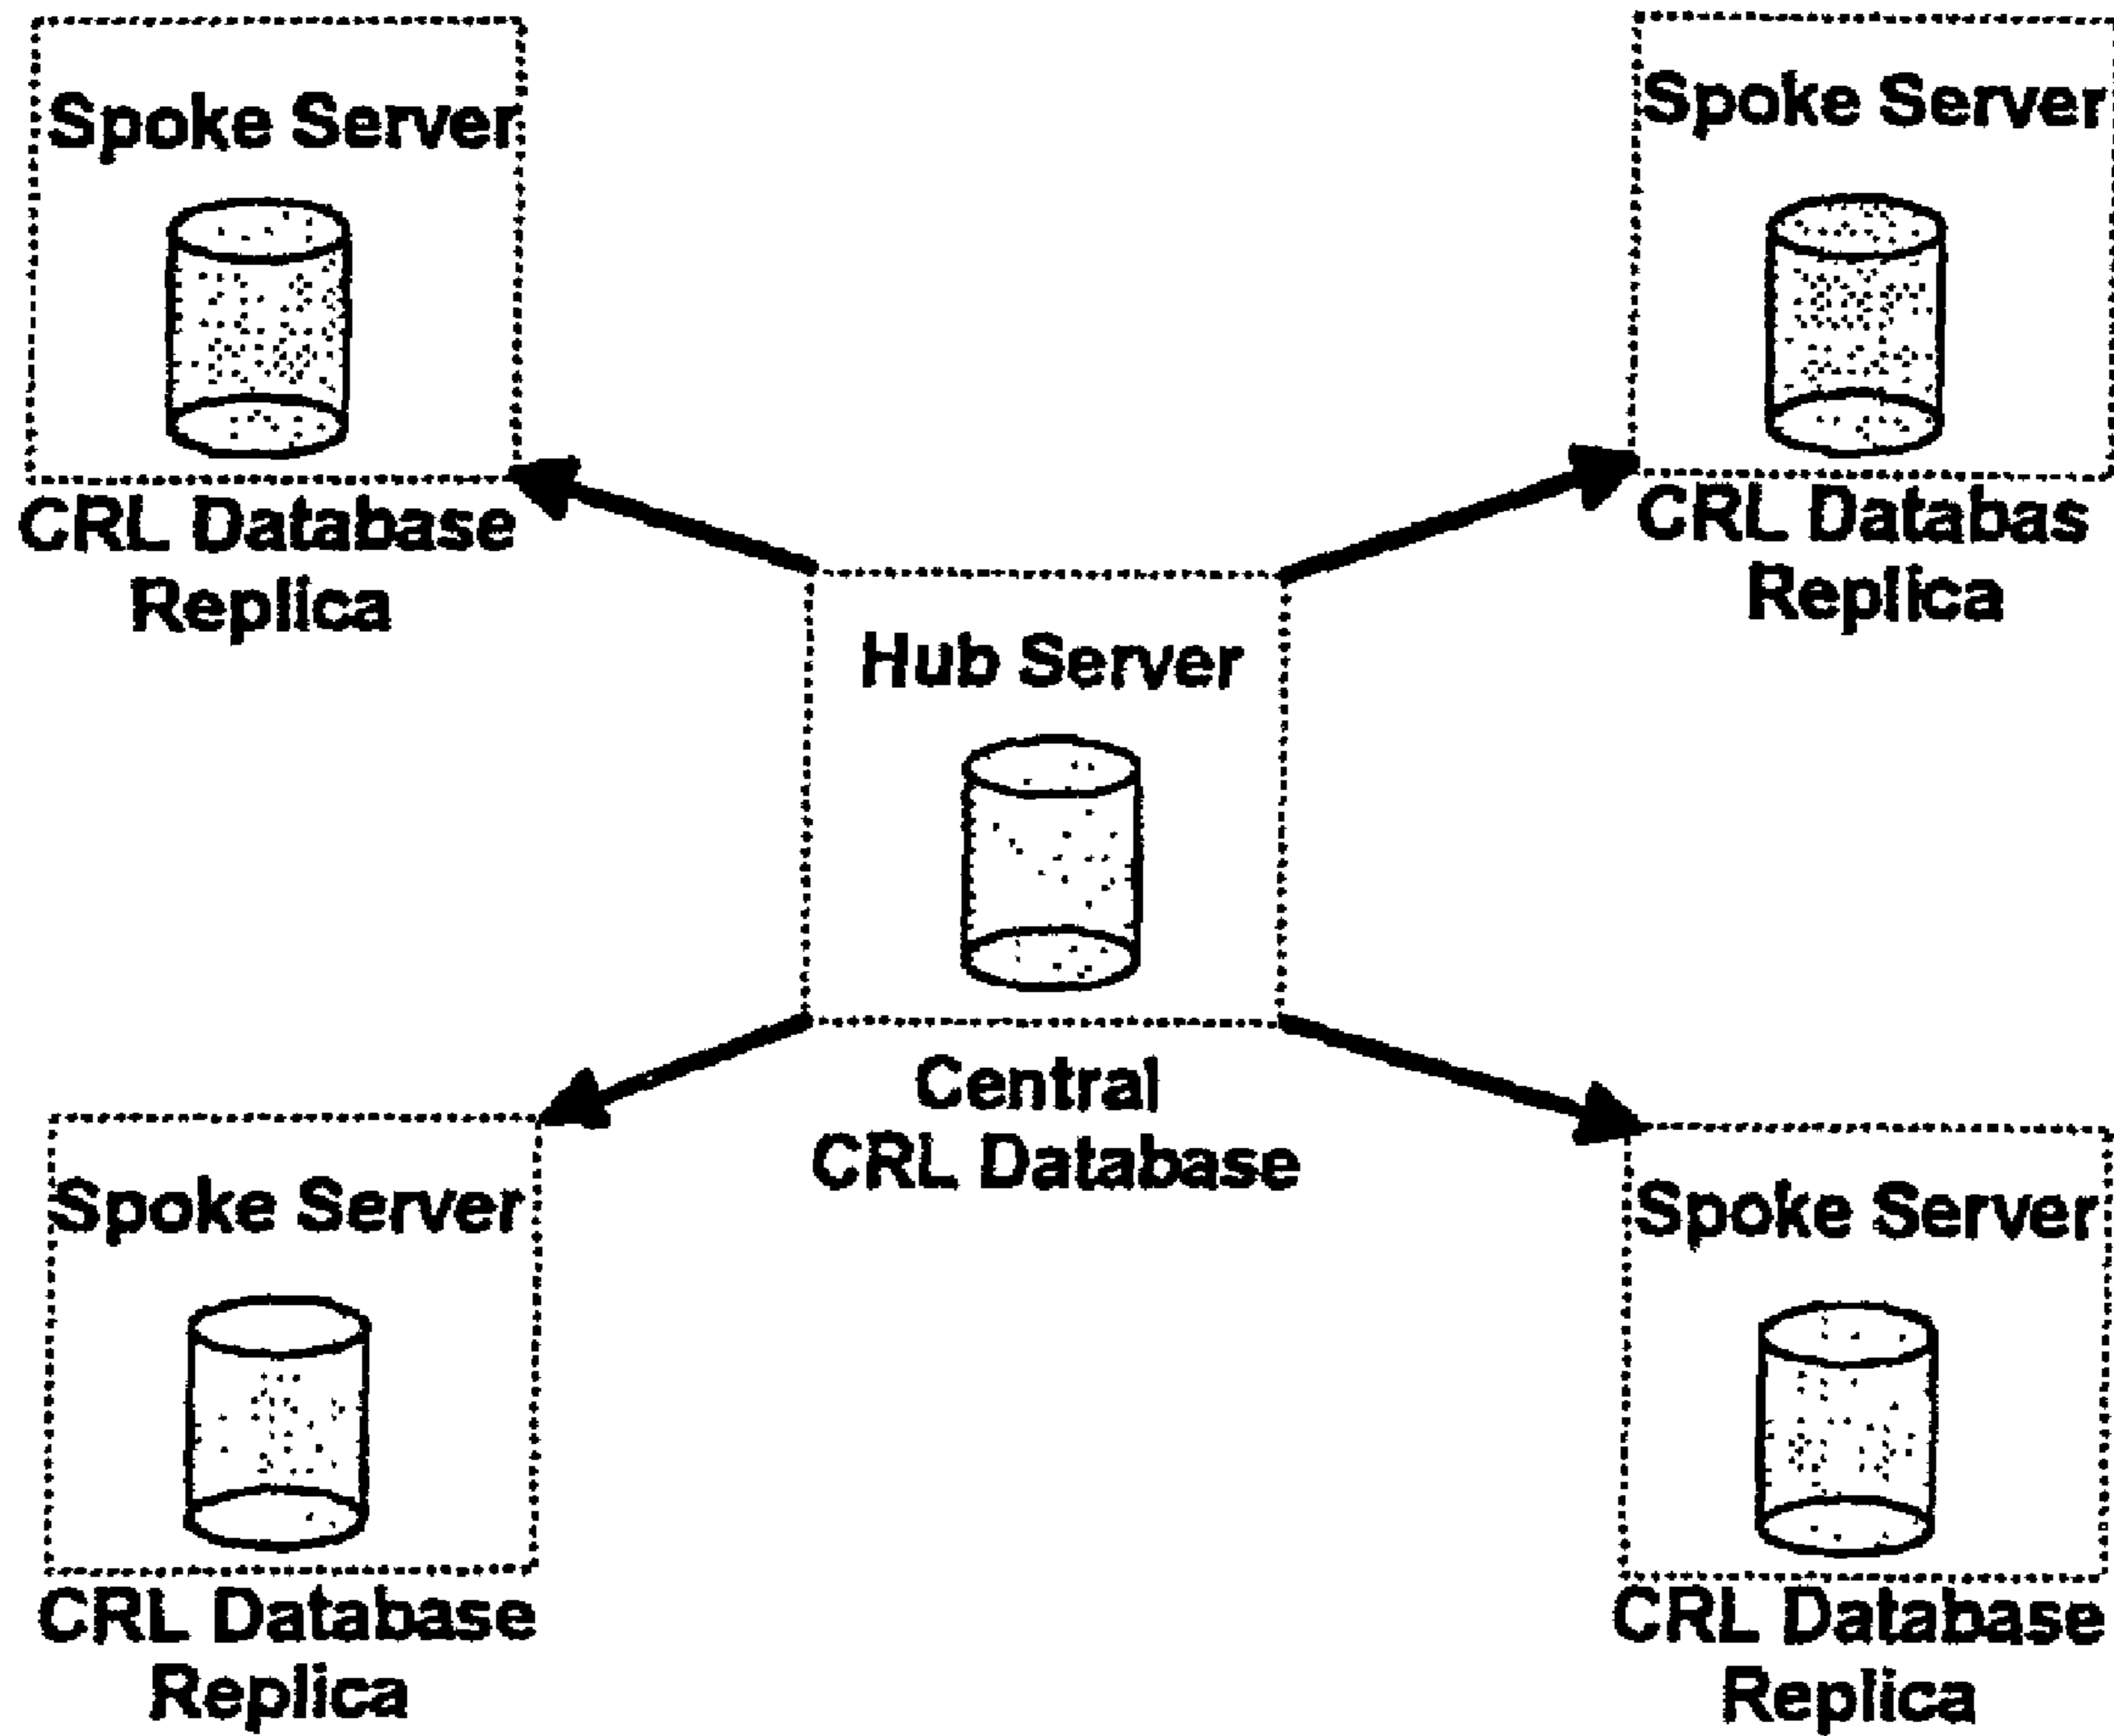 Spoke Server
CRL Database
Replica
Spoke Server
CRL Databas
Replica
Hub Server
Central
CRL Database
Spoke Server
CRL Database
Replica
Spoke Server
CRL Database
Replica